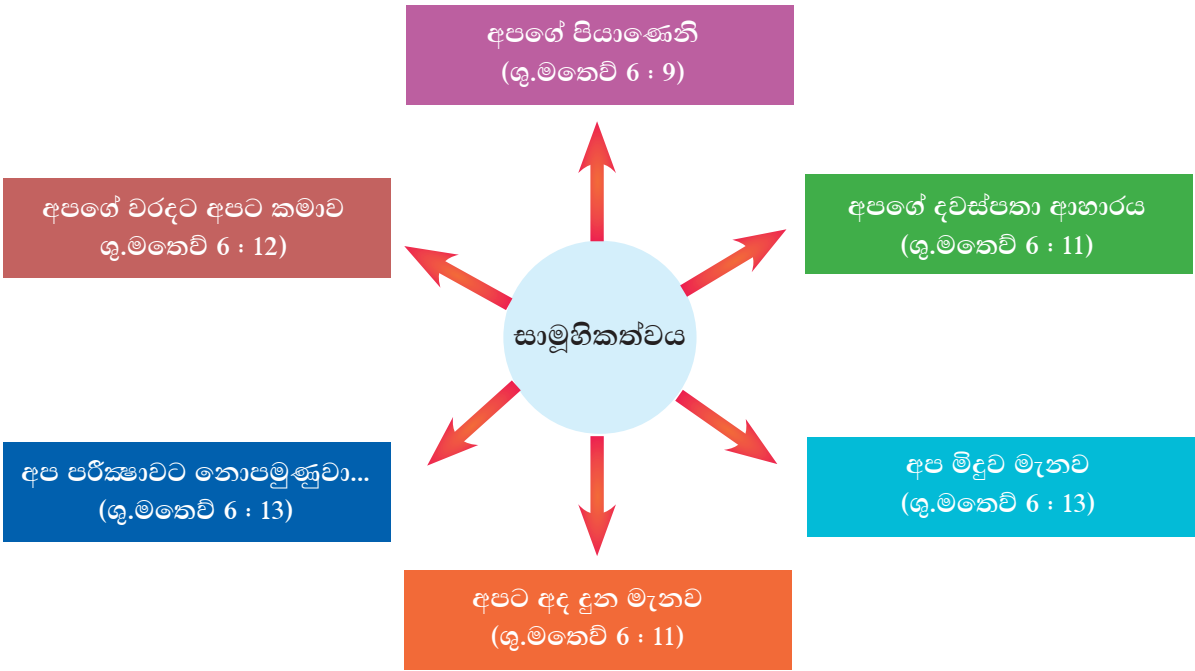 අපගේ පියාණෙනි
(ශු.මතෙව් 6 : 9)
අපගේ වරදට අපට කමාව
ශු.මතෙව් 6 : 12)
අපගේ දවස්පතා ආහාරය
(ශු.මතෙව් 6 : 11)
සාමූහිකත්වය
අප පරීක්‍ෂාවට නොපමුණුවා...
(ශු.මතෙව් 6 : 13)
අප මිදුව මැනව
(ශු.මතෙව් 6 : 13)
අපට අද දුන මැනව
(ශු.මතෙව් 6 : 11)